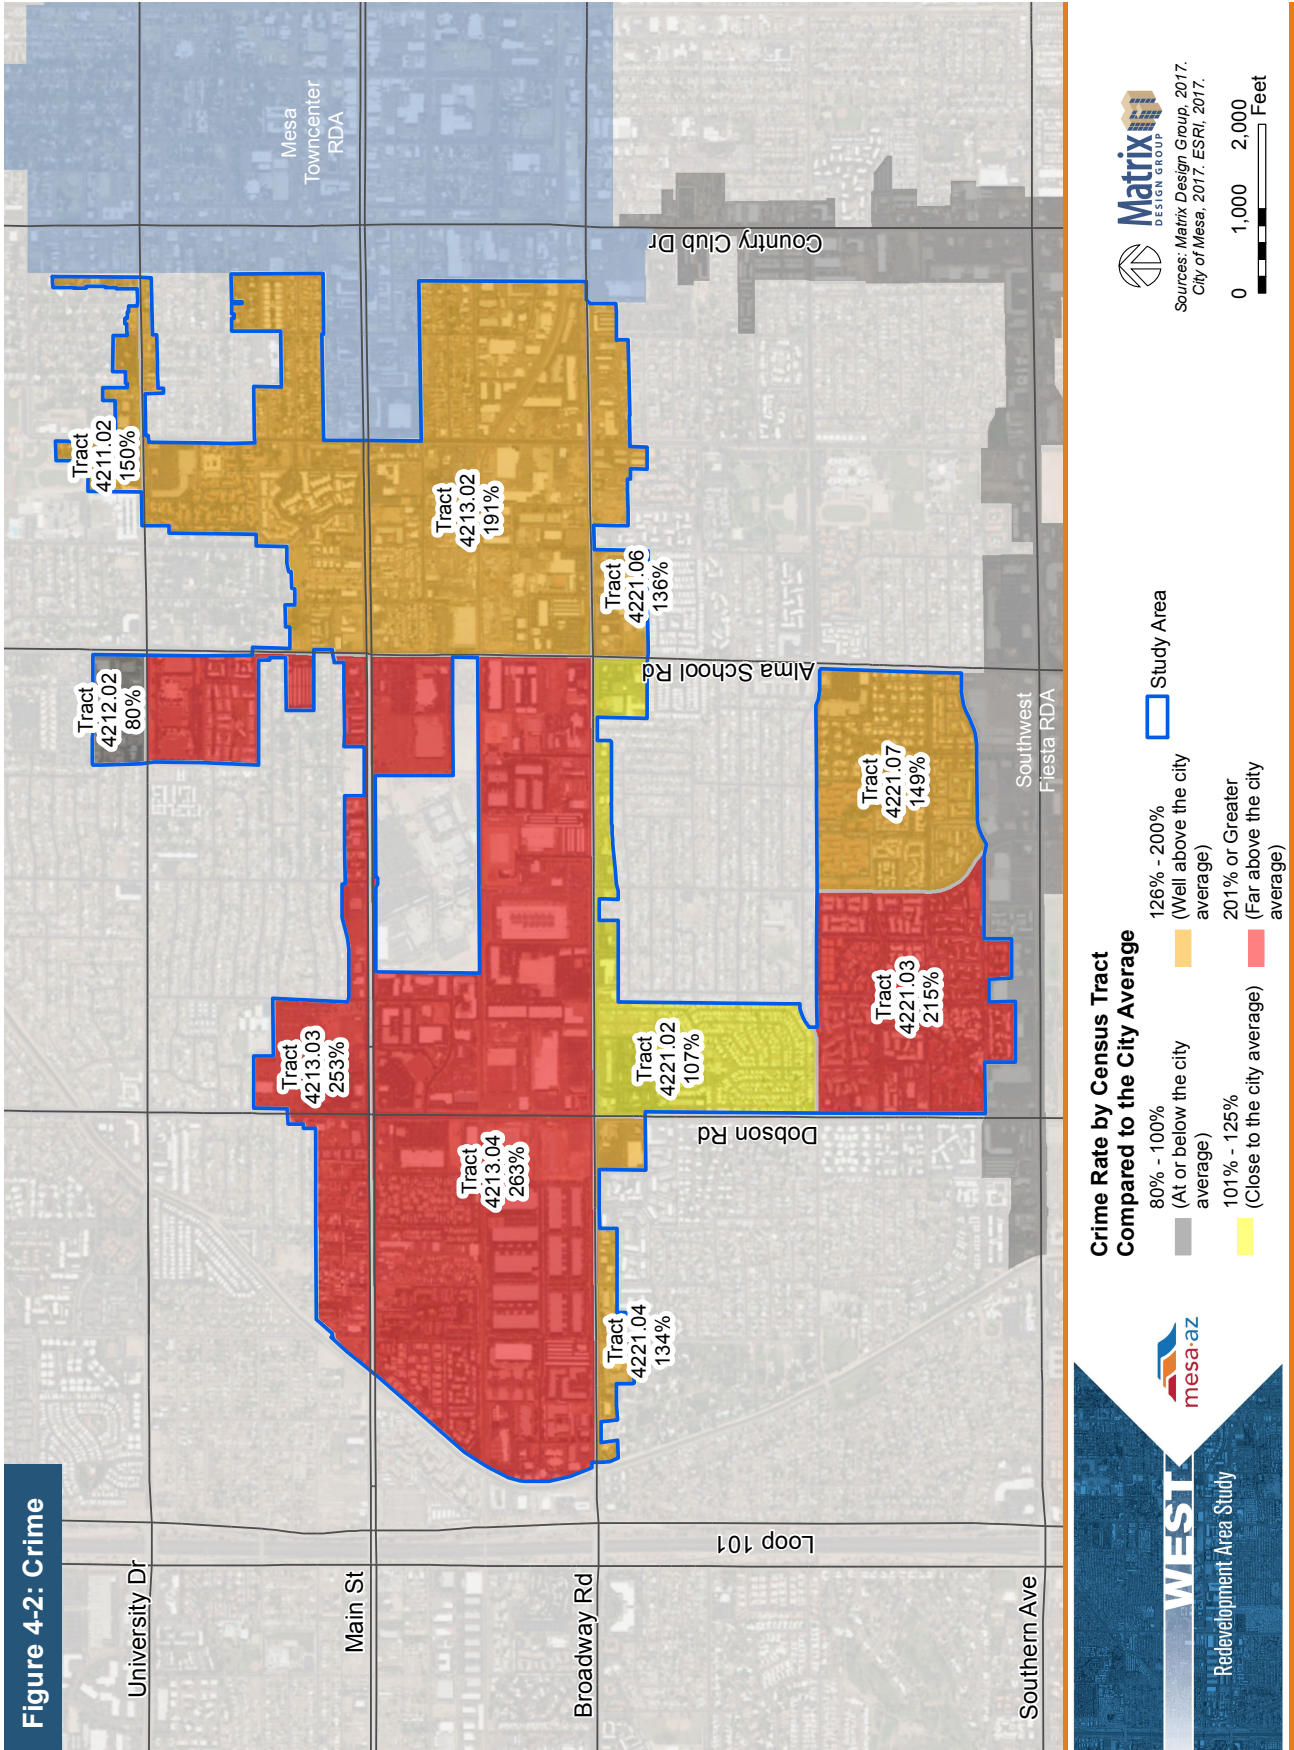 Figure 4-2: Crime
University Dr
Main St
Broadway Rd
Southern Ave
Loop 101
Dobson Rd
Alma School Rd
Country Club Dr
Mesa
Towncenter
RDA
Southwest
Fiesta RDA
Tract
4211.02
150%
Tract
4212.02
80%
Tract
4213.02
191%
Tract
4213.03
253%
Tract
4213.04
263%
Tract
4221.06
136%
Tract
4221.02
107%
Tract
4221.04
134%
Tract
4221.07
149%
Tract
4221.03
215%
WEST
Redevelopment Area Study
mesa·az
Crime Rate by Census Tract
Compared to the City Average
80% - 100%
(At or below the city
average)
101% - 125%
(Close to the city average)
126% - 200%
(Well above the city
average)
201% or Greater
(Far above the city
average)
Study Area
Matrix
DESIGN GROUP
Sources: Matrix Design Group, 2017.
City of Mesa, 2017. ESRI, 2017.
0 1,000 2,000
Feet